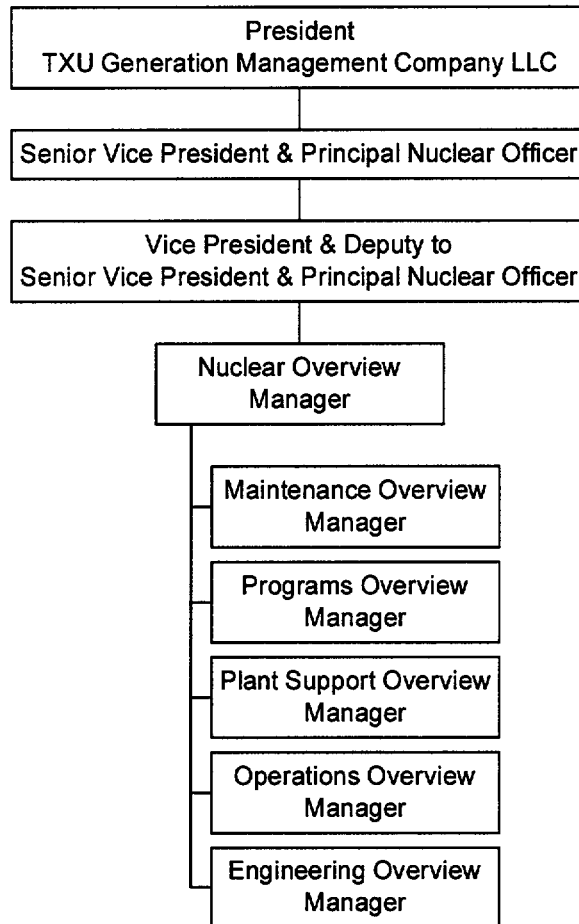 President
TXU Generation Management Company LLC
Senior Vice President & Principal Nuclear Officer
Vice President & Deputy to
Senior Vice President & Principal Nuclear Officer
Nuclear Overview
Manager
Maintenance Overview
Manager
Programs Overview
Manager
Plant Support Overview
Manager
Operations Overview
Manager
Engineering Overview
Manager